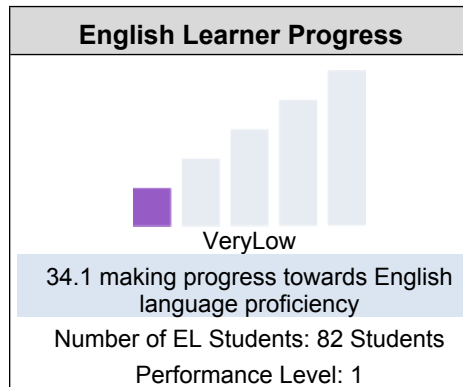 English Learner Progress
VeryLow
34.1 making progress towards English
language proficiency
Number of EL Students: 82 Students
Performance Level: 1